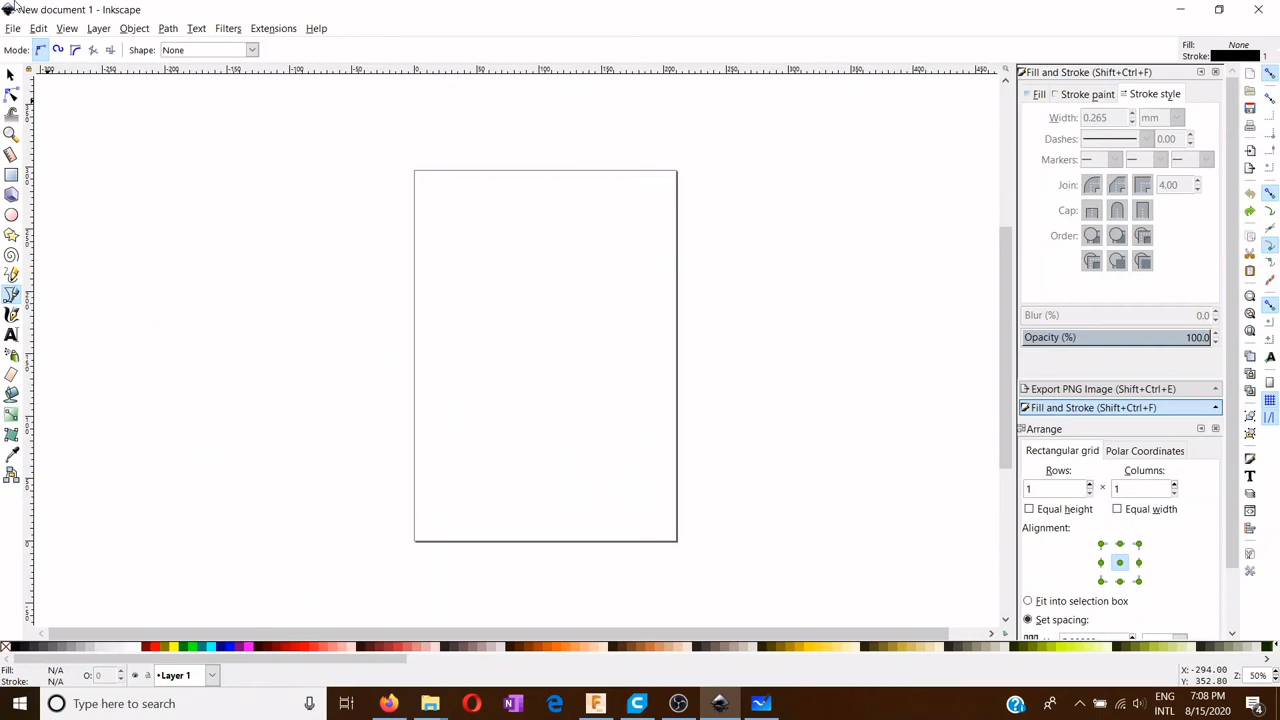 New document 1 - Inkscape
File Edit View Layer Object Path Text Filters Extensions Help
Mode: Shape: None
Fill: None
Stroke: 1
Fill and Stroke (Shift+Ctrl+F)
Fill Stroke paint Stroke style
Width: 0.265 mm
Dashes: 0.00
Markers:
Join: 4.00
Cap:
Order:
Blur (%) 0.0
Opacity (%) 100.0
Export PNG Image (Shift+Ctrl+E)
Fill and Stroke (Shift+Ctrl+F)
Arrange
Rectangular grid Polar Coordinates
Rows: Columns:
1 × 1
Equal height Equal width
Alignment:
Fit into selection box
Set spacing:
Fill: N/A O: 0 •Layer 1
Stroke: N/A
X: -294.00
Y: 352.80
Z: 50%
Type here to search
ENG
INTL
7:08 PM
8/15/2020
4